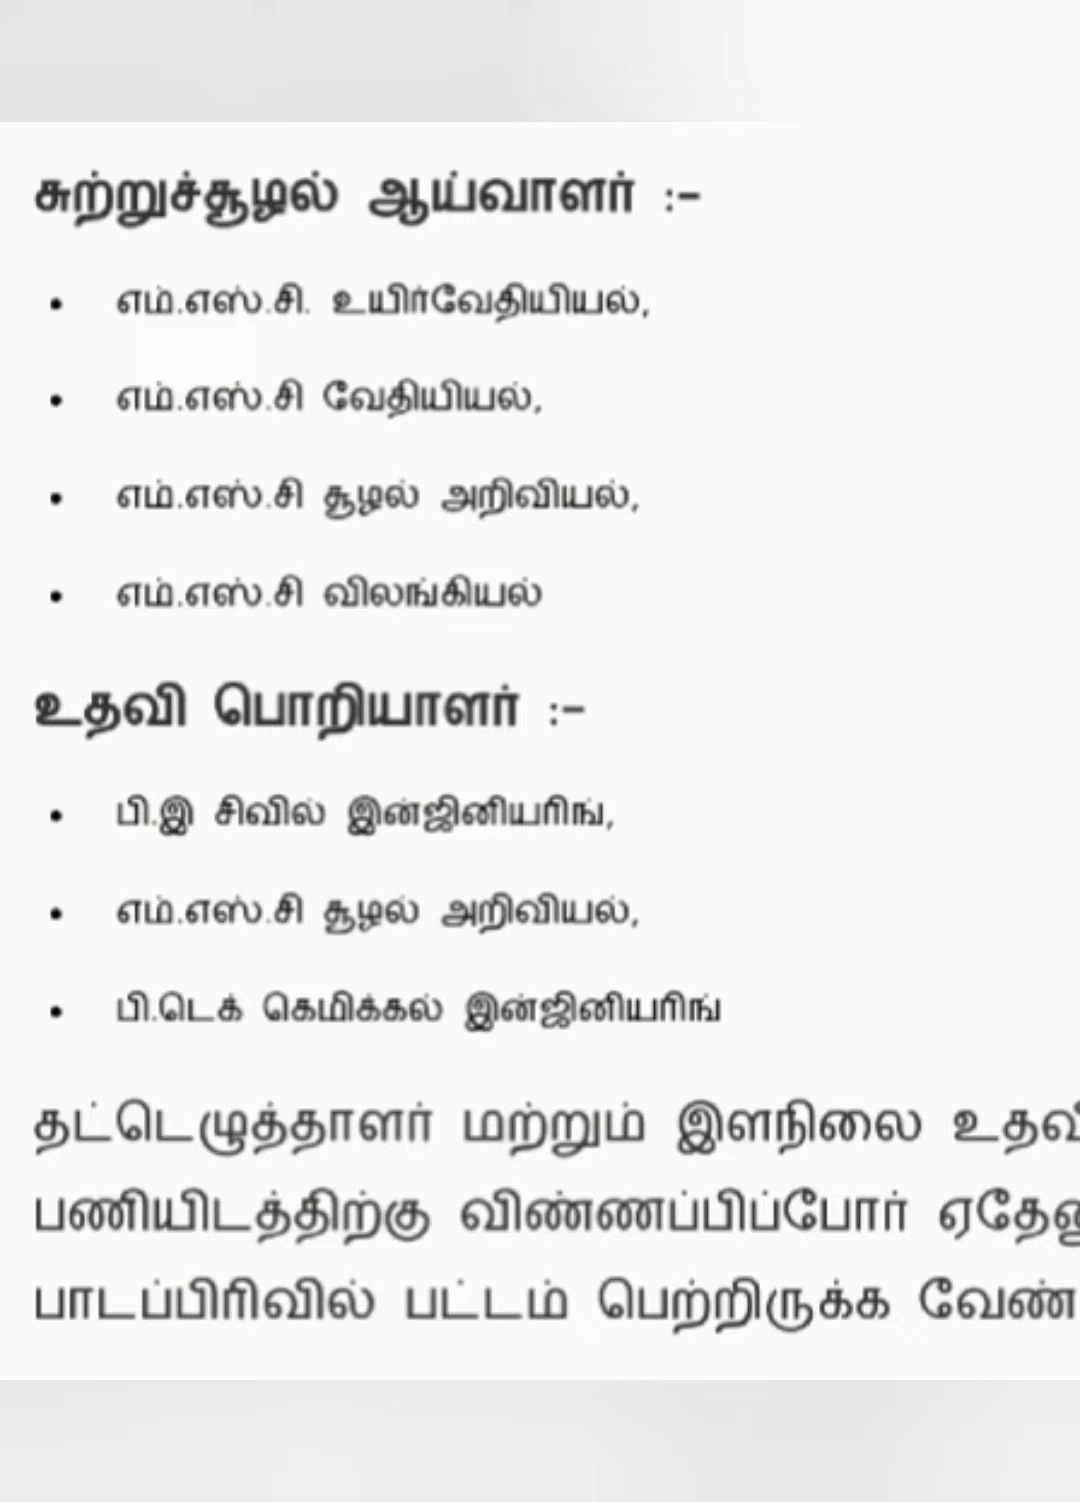 சுற்றுச்சூழல் ஆய்வாளர் :-
• எம்.எஸ்.சி. உயிர்வேதியியல்,
• எம்.எஸ்.சி வேதியியல்,
• எம்.எஸ்.சி சூழல் அறிவியல்,
• எம்.எஸ்.சி விலங்கியல்
உதவி பொறியாளர் :-
• பி.இ சிவில் இன்ஜினியரிங்,
• எம்.எஸ்.சி சூழல் அறிவியல்,
• பி.டெக் கெமிக்கல் இன்ஜினியரிங்
தட்டெழுத்தாளர் மற்றும் இளநிலை
பணியிடத்திற்கு விண்ணப்பிப்போர்
பாடப்பிரிவில் பட்டம் பெற்றிருக்க